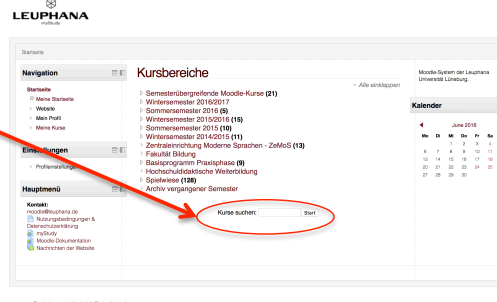 LEUPHANA
myStudy
Startseite
Navigation
Startseite
Meine Startseite
Website
Mein Profil
Meine Kurse
Einstellungen
Profileinstellungen
Hauptmenü
Kontakt:
moodle@leuphana.de
Nutzungsbedingungen &
Datenschutzerklärung
myStudy
Moodle-Dokumentation
Nachrichten der Website
Kursbereiche
Alle einklappen
Semesterübergreifende Moodle-Kurse (21)
Wintersemester 2016/2017
Sommersemester 2016 (5)
Wintersemester 2015/2016 (15)
Sommersemester 2015 (10)
Wintersemester 2014/2015 (11)
Zentraleinrichtung Moderne Sprachen - ZeMoS (13)
Fakultät Bildung
Basisprogramm Praxisphase (9)
Hochschuldidaktische Weiterbildung
Spielwiese (128)
Archiv vergangener Semester
Kurse suchen: Start
Moodle-System der Leuphana
Universität Lüneburg.
Kalender
June 2016
Mo Di Mi Do Fr Sa
1 2 3 4
6 7 8 9 10 11
13 14 15 16 17 18
20 21 22 23 24 25
27 28 29 30